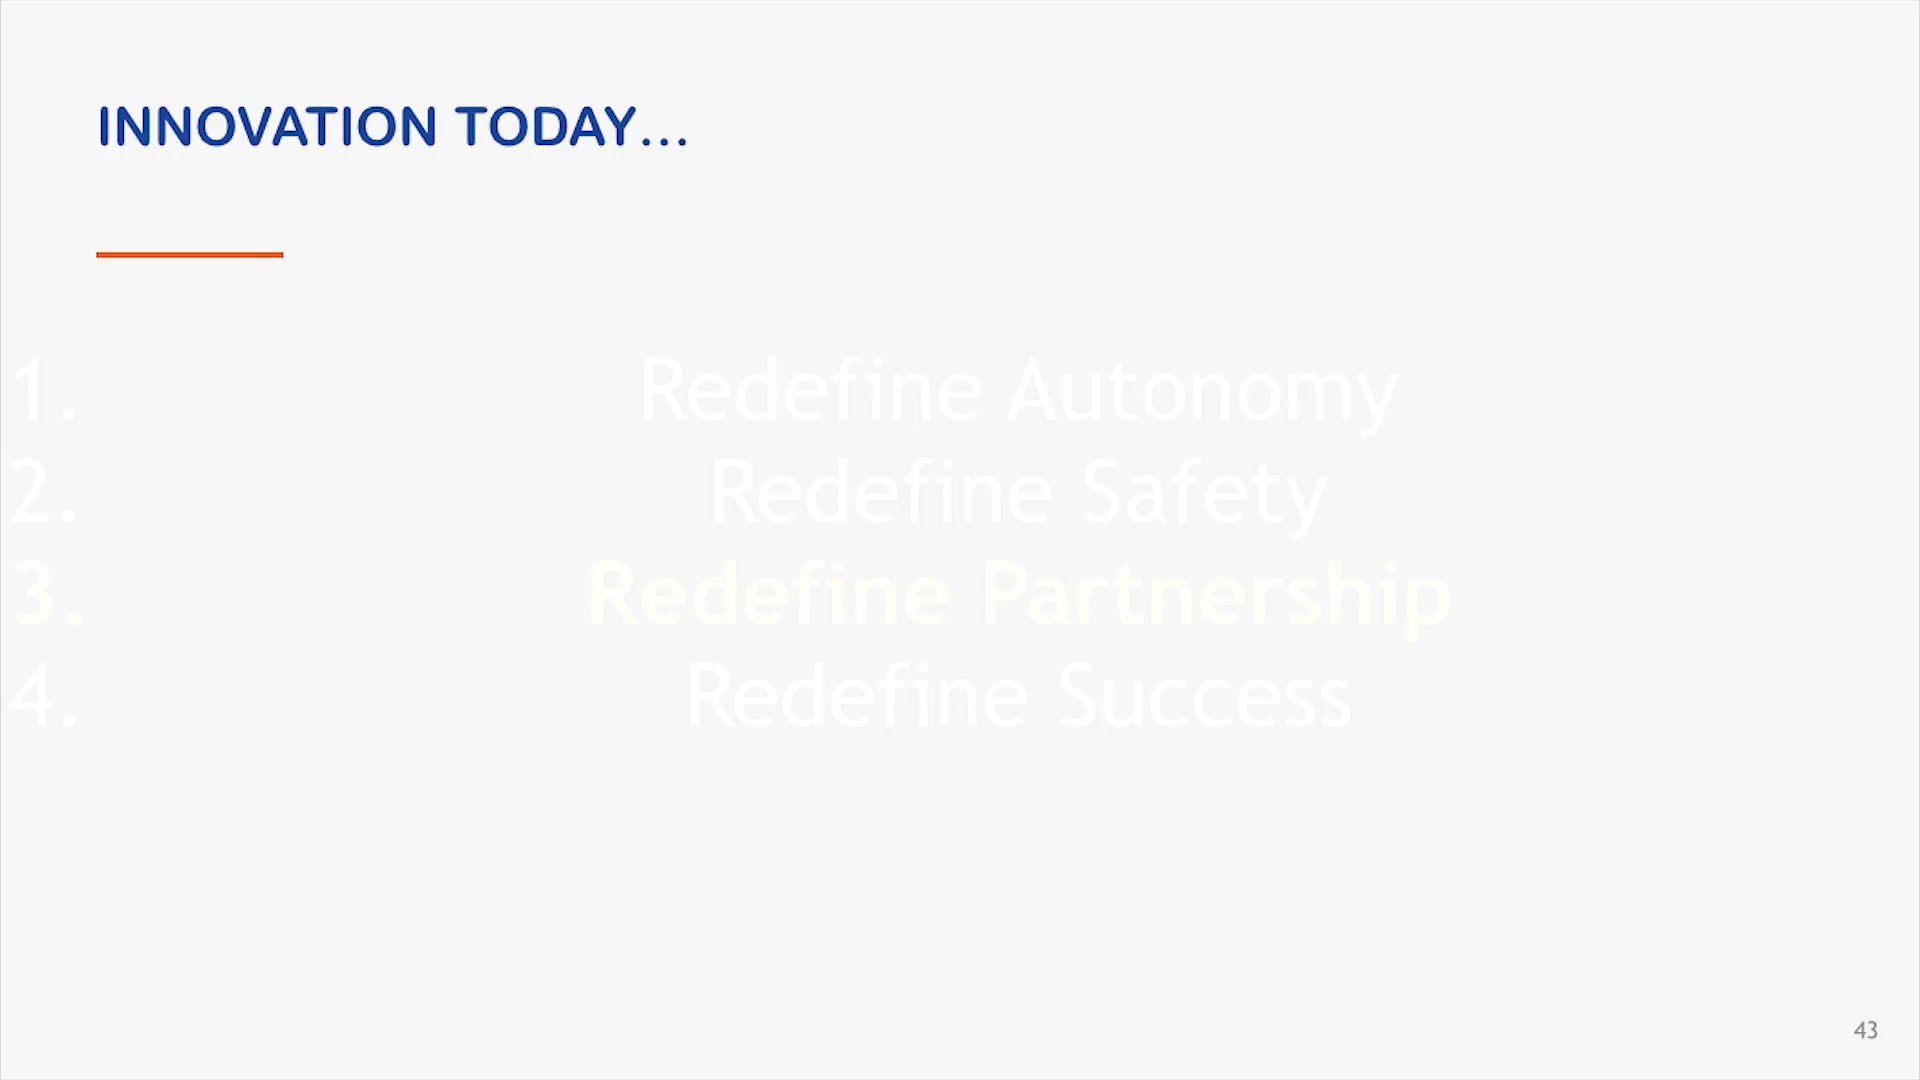 INNOVATION TODAY...
1. Redefine Autonomy
2. Redefine Safety
3. Redefine Partnership
4. Redefine Success
43